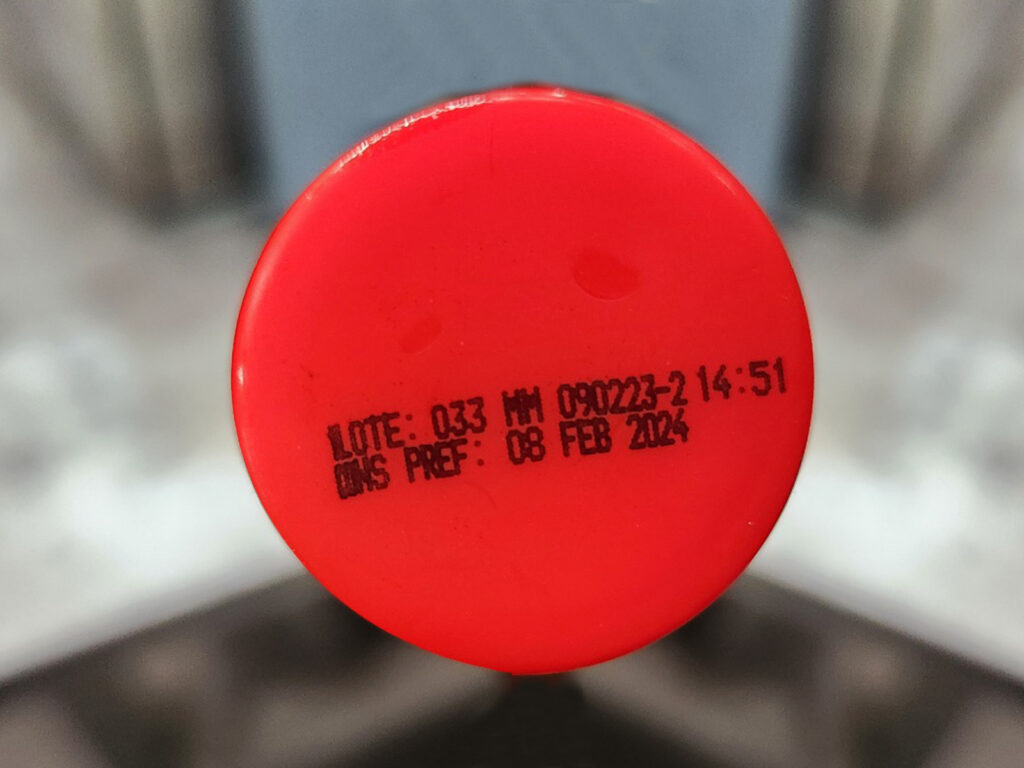 LOTE: 033 MM 090223-2 14:51
CONS PREF: 08 FEB 2024